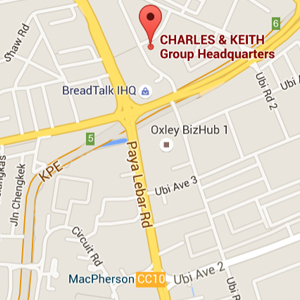 Shaw Rd
6
CHARLES & KEITH
Group Headquarters
BreadTalk IHQ
Ubi Rd 2
5
Oxley BizHub 1
KPE
Paya Lebar Rd
Jln Chengkek
Ubi Ave 3
Circuit Rd
MacPherson CC10
Ubi Ave 2